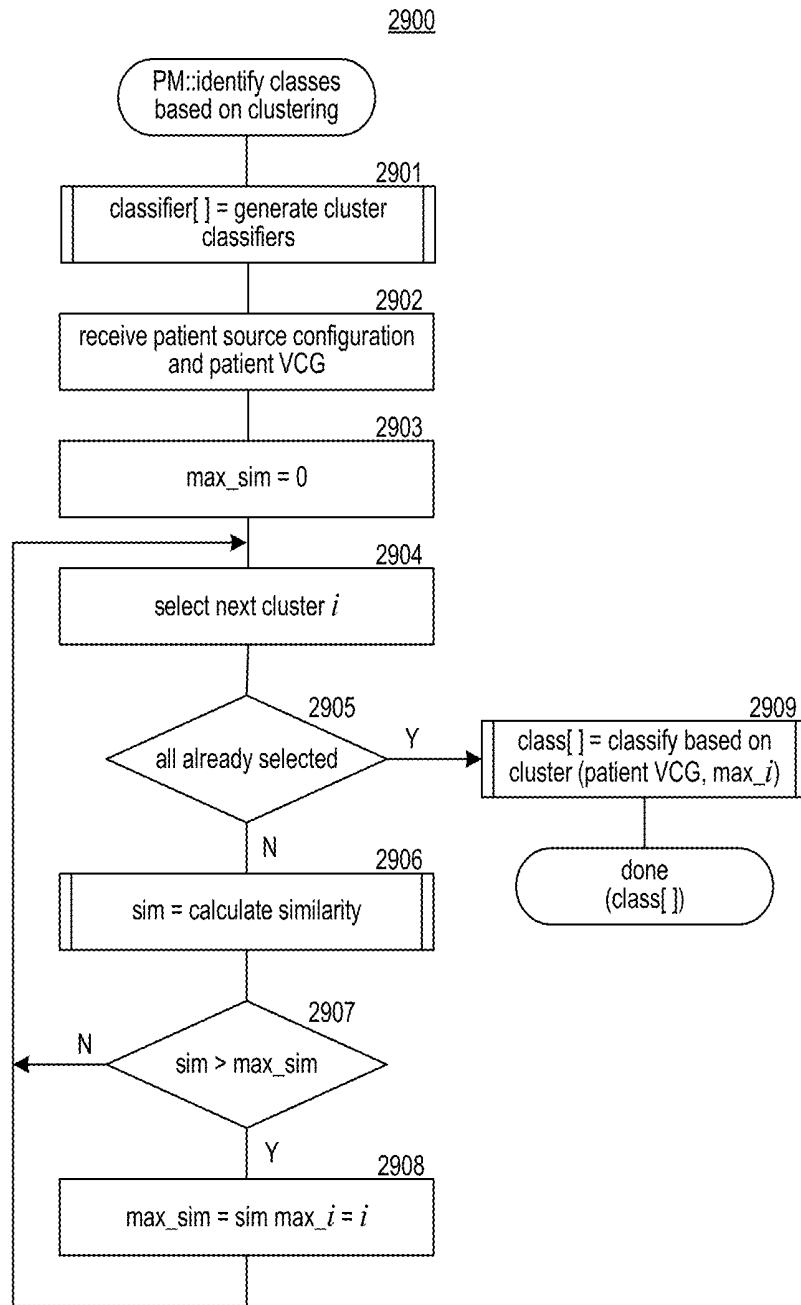 2900
PM::identify classes
based on clustering
2901
classifier[ ] = generate cluster
classifiers
2902
receive patient source configuration
and patient VCG
2903
max_sim = 0
2904
select next cluster i
2905
all already selected
Y
N
2909
class[ ] = classify based on
cluster (patient VCG, max_i)
done
(class[ ])
2906
sim = calculate similarity
2907
sim > max_sim
N
Y
2908
max_sim = sim max_i = i